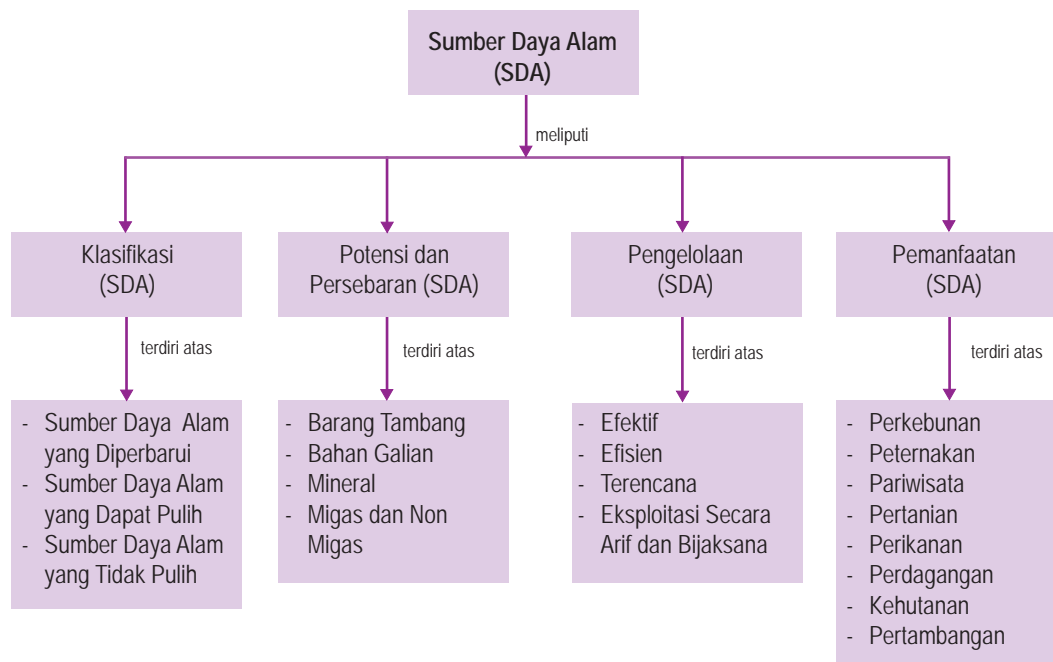 Sumber Daya Alam
(SDA)
meliputi
Klasifikasi
(SDA)
terdiri atas
- Sumber Daya Alam
yang Diperbarui
- Sumber Daya Alam
yang Dapat Pulih
- Sumber Daya Alam
yang Tidak Pulih
Potensi dan
Persebaran (SDA)
terdiri atas
- Barang Tambang
- Bahan Galian
- Mineral
- Migas dan Non
Migas
Pengelolaan
(SDA)
terdiri atas
- Efektif
- Efisien
- Terencana
- Eksploitasi Secara
Arif dan Bijaksana
Pemanfaatan
(SDA)
terdiri atas
- Perkebunan
- Peternakan
- Pariwisata
- Pertanian
- Perikanan
- Perdagangan
- Kehutanan
- Pertambangan